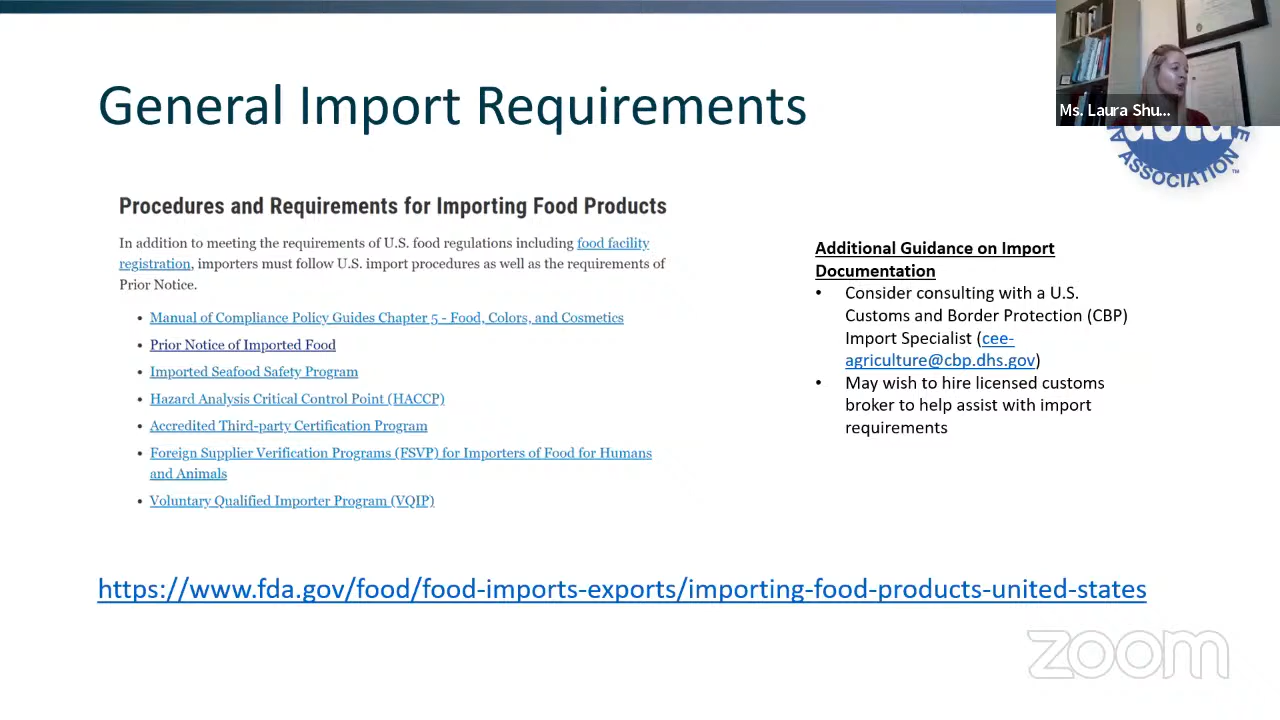 General Import Requirements
Ms. Laura Shu...
ASSOCIATION
TM
Procedures and Requirements for Importing Food Products
In addition to meeting the requirements of U.S. food regulations including food facility
registration, importers must follow U.S. import procedures as well as the requirements of
Prior Notice.
• Manual of Compliance Policy Guides Chapter 5 - Food, Colors, and Cosmetics
• Prior Notice of Imported Food
• Imported Seafood Safety Program
• Hazard Analysis Critical Control Point (HACCP)
• Accredited Third-party Certification Program
• Foreign Supplier Verification Programs (FSVP) for Importers of Food for Humans
and Animals
• Voluntary Qualified Importer Program (VQIP)
Additional Guidance on Import
Documentation
• Consider consulting with a U.S.
Customs and Border Protection (CBP)
Import Specialist (cee-
agriculture@cbp.dhs.gov)
• May wish to hire licensed customs
broker to help assist with import
requirements
https://www.fda.gov/food/food-imports-exports/importing-food-products-united-states
zoom